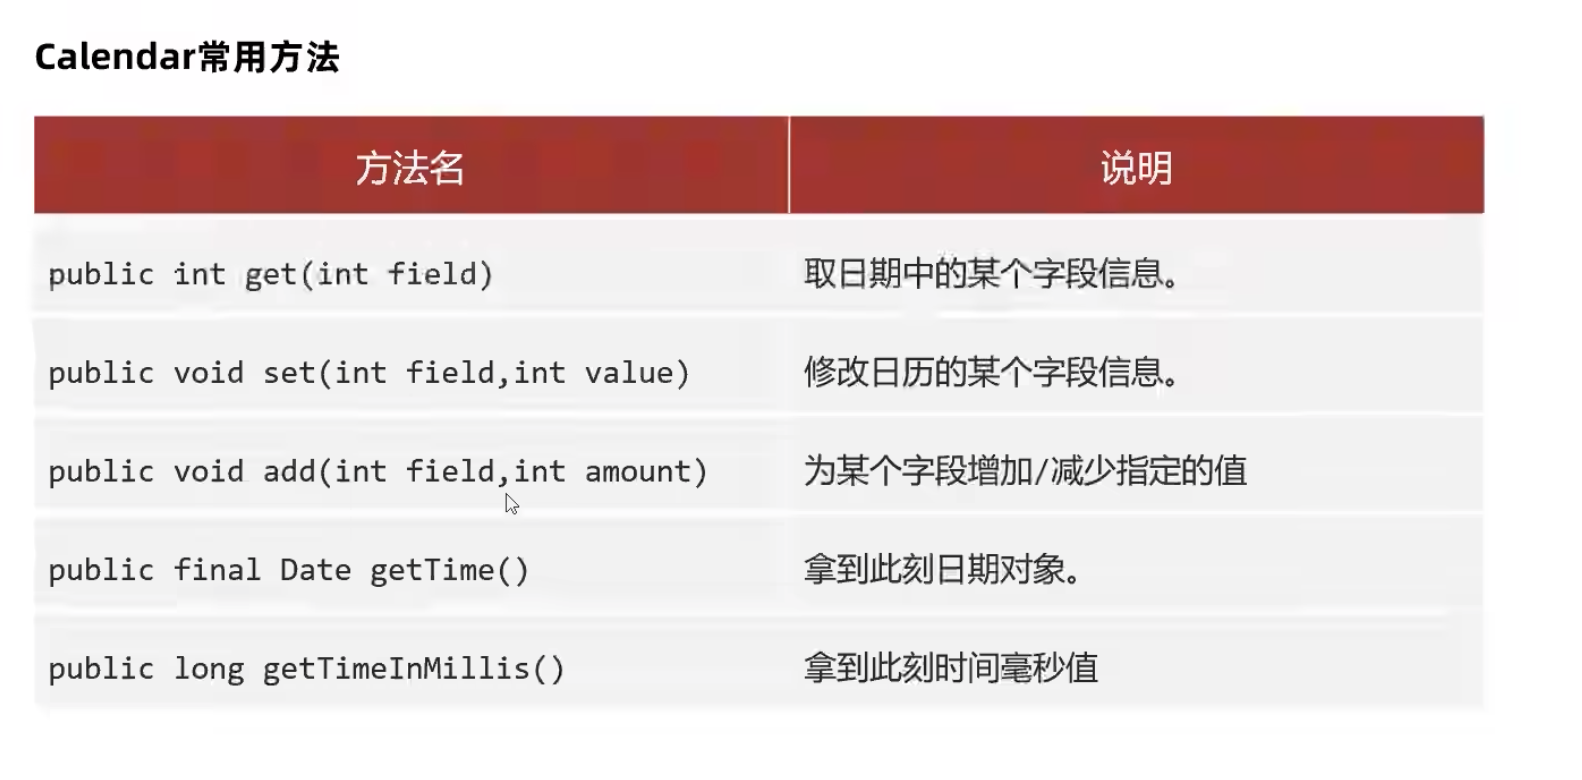 Calendar常用方法
方法名 说明
public int get(int field) 取日期中的某个字段信息。
public void set(int field,int value) 修改日历的某个字段信息。
public void add(int field,int amount) 为某个字段增加/减少指定的值
public final Date getTime() 拿到此刻日期对象。
public long getTimeInMillis() 拿到此刻时间毫秒值